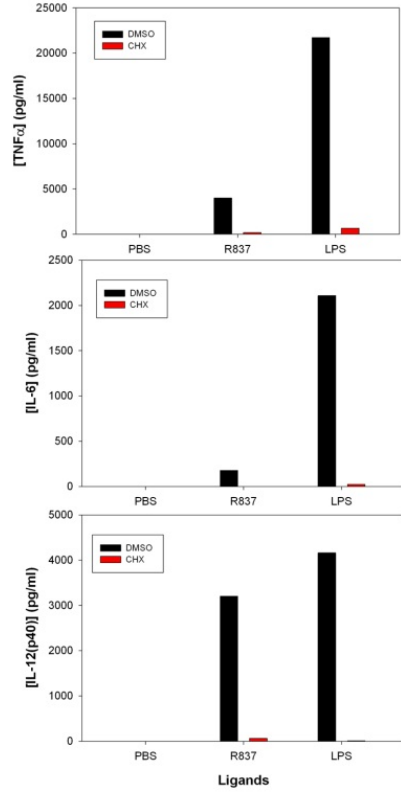 25000
20000
15000
10000
5000
0
[TNFα] (pg/ml)
DMSO
CHX
PBS R837 LPS
2500
2000
1500
1000
500
0
[IL-6] (pg/ml)
DMSO
CHX
PBS R837 LPS
5000
4000
3000
2000
1000
0
[IL-12(p40)] (pg/ml)
DMSO
CHX
PBS R837 LPS
Ligands